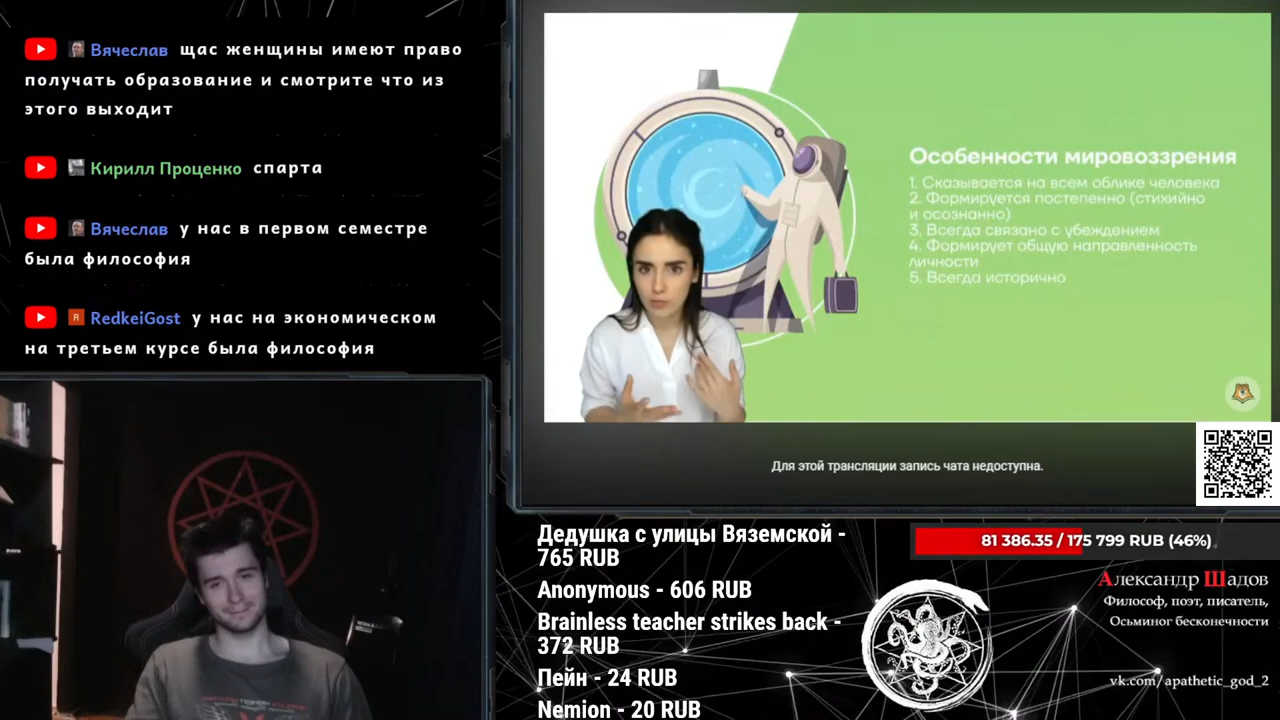 Вячеслав щас женщины имеют право
получать образование и смотрите что из
этого выходит
Кирилл Проценко спарта
Вячеслав у нас в первом семестре
была философия
R RedkeiGost у нас на экономическом
на третьем курсе была философия
Особенности мировоззрения
1. Сказывается на всем облике человека
2. Формируется постепенно (стихийно
и осознанно)
3. Всегда связано с убеждением
4. Формирует общую направленность
личности
5. Всегда исторично
Для этой трансляции запись чата недоступна.
Дедушка с улицы Вяземской -
765 RUB
Anonymous - 606 RUB
Brainless teacher strikes back -
372 RUB
Пейн - 24 RUB
Nemion - 20 RUB
81 386.35 / 175 799 RUB (46%)
Александр Шадов
Философ, поэт, писатель,
Осьминог бесконечности
vk.com/apathetic_god_2